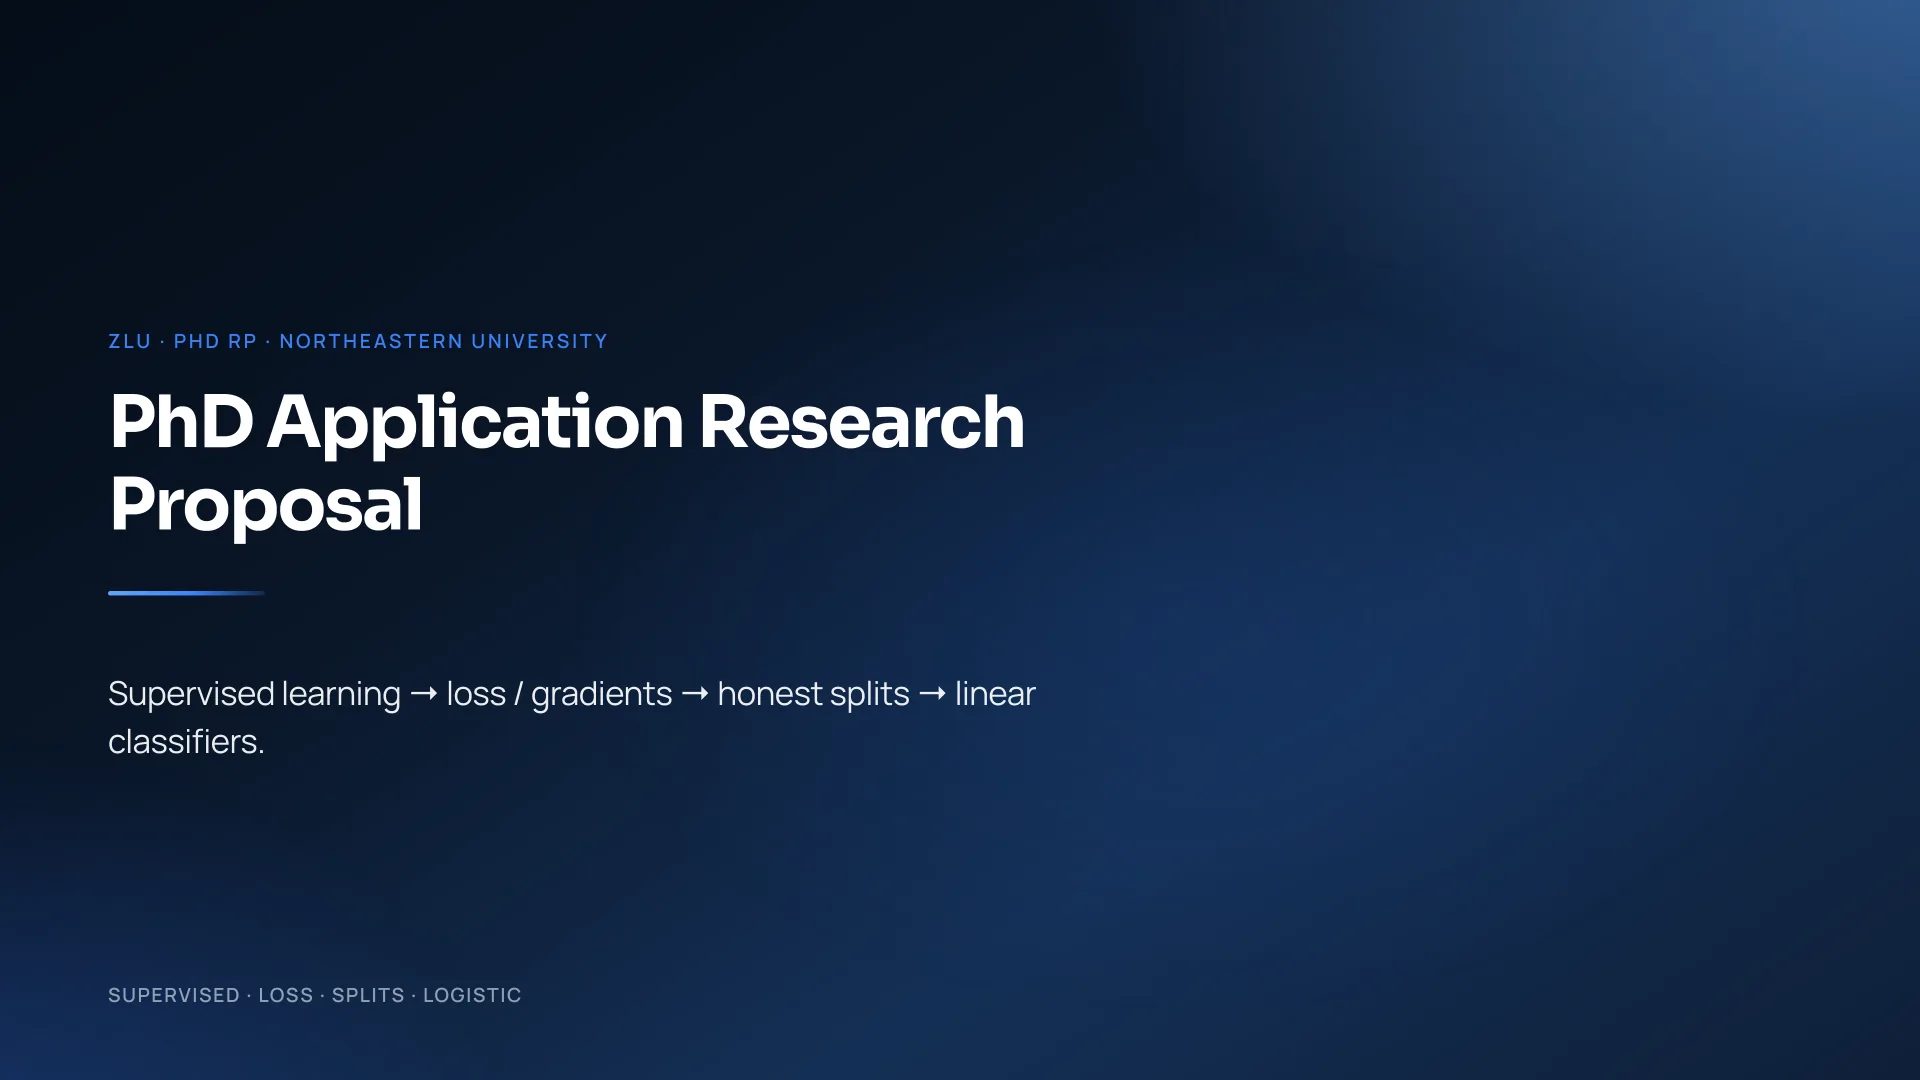 ZLU · PHD RP · NORTHEASTERN UNIVERSITY
PhD Application Research
Proposal
Supervised learning → loss / gradients → honest splits → linear
classifiers.
SUPERVISED · LOSS · SPLITS · LOGISTIC